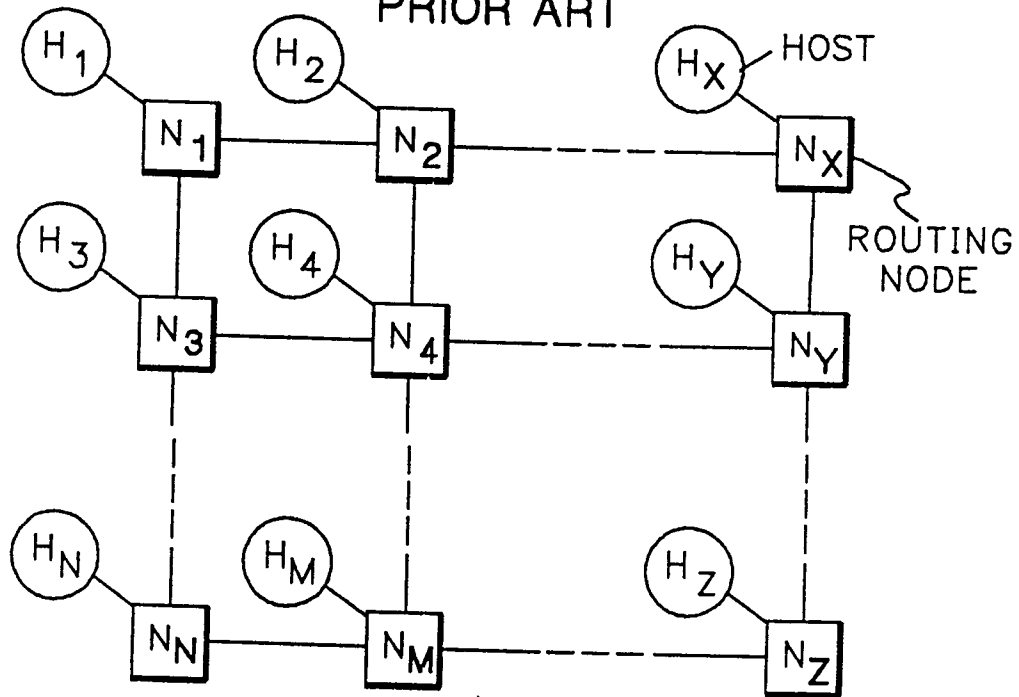 PRIOR ART
H1 H2 HX HOST
N1 N2 NX
ROUTING
NODE
H3 H4 HY
N3 N4 NY
HN HM HZ
NN NM NZ